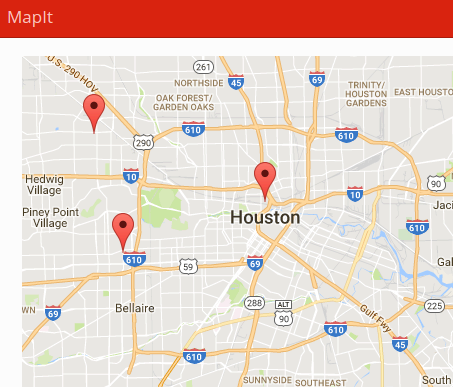 MapIt
U.S. 290 HOV
261
45
69
NORTHSIDE
TRINITY/
HOUSTON
GARDENS
EAST HOUSTO
OAK FOREST/
GARDEN OAKS
610
610
290
Hedwig
Village
10
10
90
Piney Point
Village
Houston
Jaci
610
610
59
69
Gal
288
ALT
90
225
WN
69
Bellaire
Gulf Fwy
610
610
45
SUNNYSIDE
SOUTHEAST
South